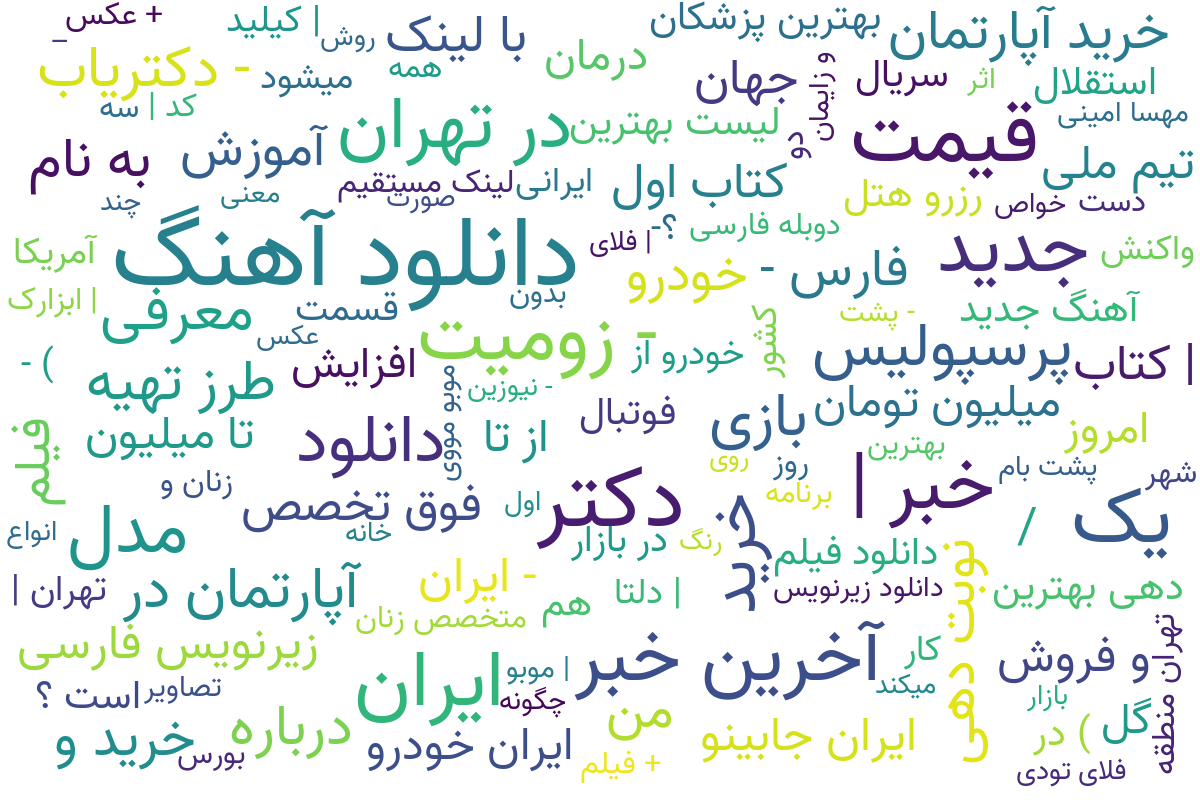 + عکس
_
| کیلید
روش
با لینک
بهترین پزشکان
خرید آپارتمان
- دکتریاب
میشود
همه
درمان
جهان
و زایمان
سریال
اثر
استقلال
سه
کد |
مهسا امینی
به نام
آموزش
در تهران
لیست بهترین
دو
قیمت
تیم ملی
چند
معنی
لینک مستقیم
صورت
ایرانی
کتاب اول
رزرو هتل
خواص
دست
آمریکا
دانلود آهنگ
| فلای
؟-
دوبله فارسی
جدید
واکنش
| ابزارک
معرفی
قسمت
بدون
خودرو
فارس -
- پشت
آهنگ جدید
عکس
- زومیت
خودرو از
کشور
پرسپولیس
| کتاب
) -
طرز تهیه
افزایش
موبو مووی
- نیوزین
میلیون تومان
فیلم
تا میلیون
دانلود
از تا
فوتبال
بازی
بهترین
امروز
زنان و
روی
روز
پشت بام
شهر
انواع
مدل
فوق تخصص
خانه
اول
دکتر
برنامه
خبر |
یک
/
در بازار
رنگ
خرید
دانلود فیلم
نوبت دهی
تهران |
آپارتمان در
- ایران
| دلتا
دانلود زیرنویس
دهی بهترین
متخصص زنان
هم
زیرنویس فارسی
ایران
| موبو
آخرین خبر
کار
و فروش
تهران منطقه
است ؟
تصاویر
چگونه
میکند
بازار
خرید و
بورس
درباره
ایران خودرو
من
ایران جابینو
) در
گل
+ فیلم
فلای تودی